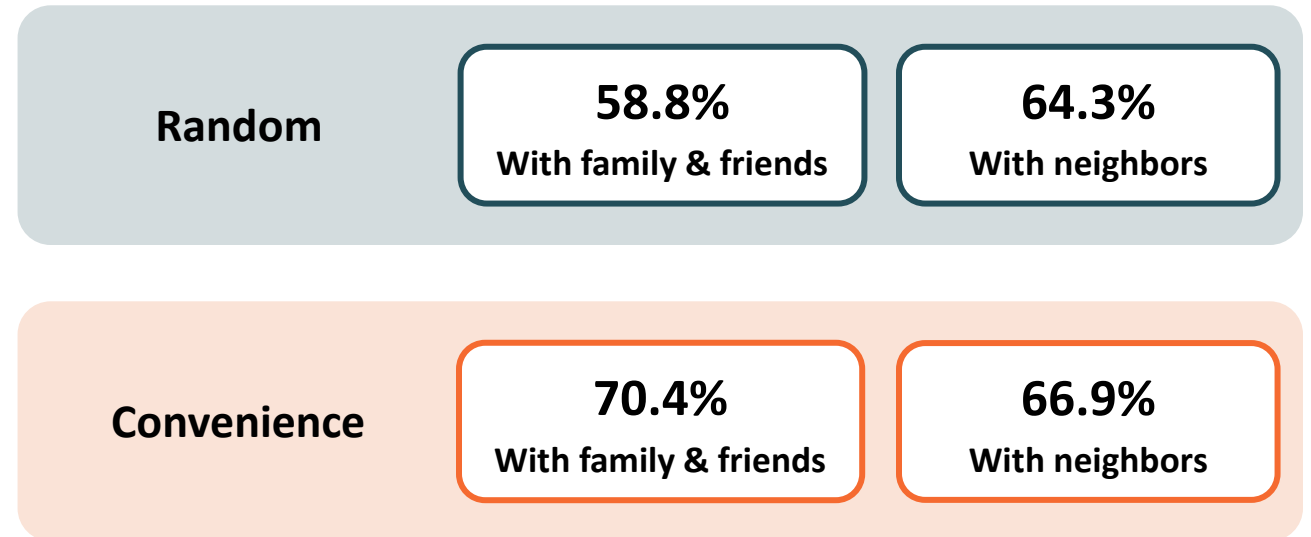 Random
58.8%
With family & friends
64.3%
With neighbors
Convenience
70.4%
With family & friends
66.9%
With neighbors